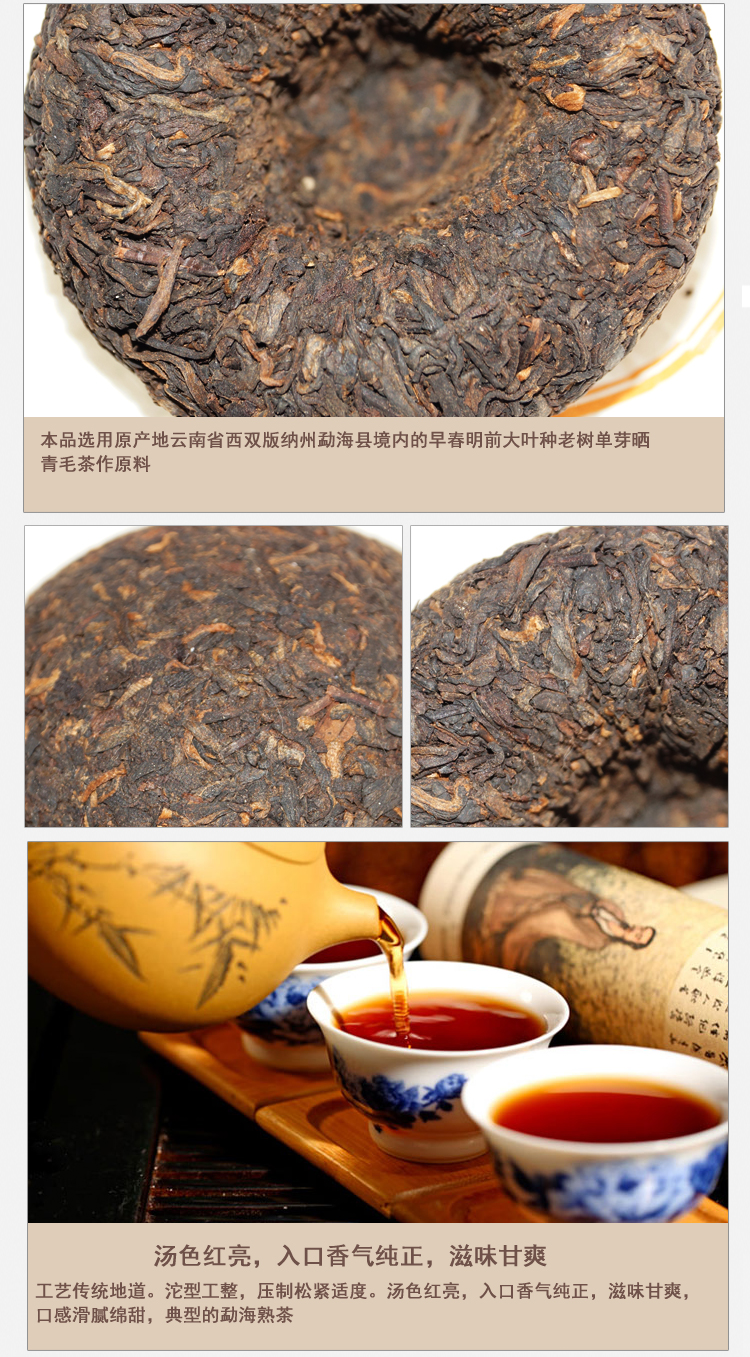 本品选用原产地云南省西双版纳州勐海县境内的早春明前大叶种老树单芽晒
青毛茶作原料
汤色红亮，入口香气纯正，滋味甘爽
工艺传统地道。沱型工整，压制松紧适度。汤色红亮，入口香气纯正，滋味甘爽，
口感滑腻绵甜，典型的勐海熟茶